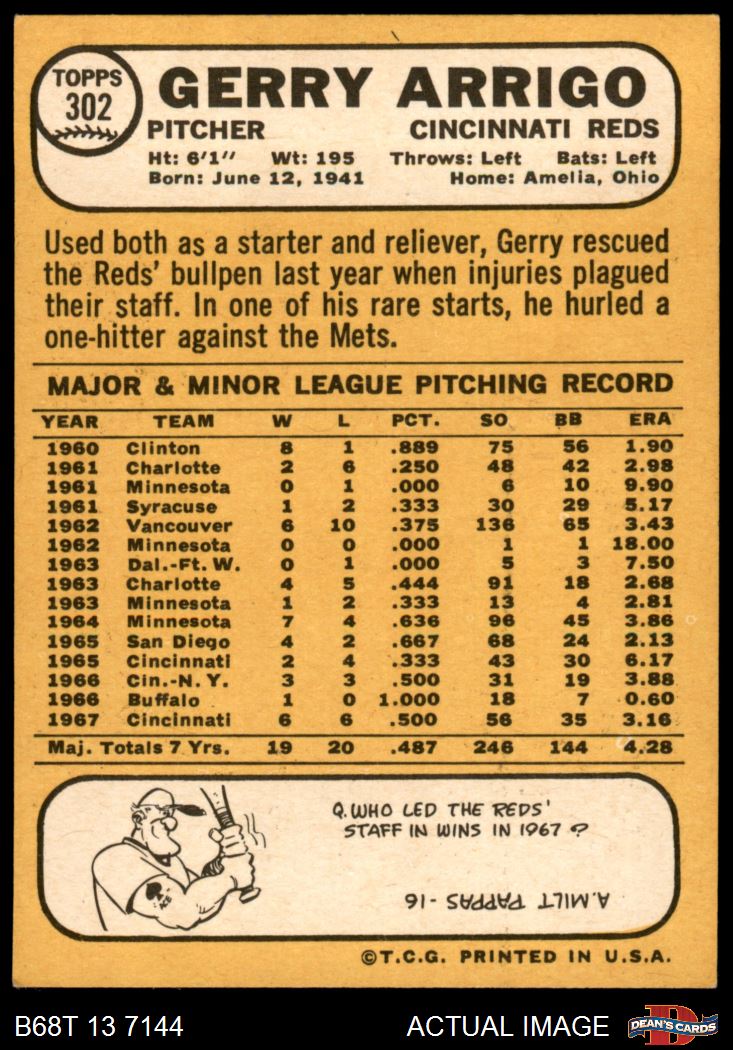 TOPPS
302
GERRY ARRIGO
PITCHER CINCINNATI REDS
Ht: 6'1" Wt: 195 Throws: Left Bats: Left
Born: June 12, 1941 Home: Amelia, Ohio
Used both as a starter and reliever, Gerry rescued
the Reds' bullpen last year when injuries plagued
their staff. In one of his rare starts, he hurled a
one-hitter against the Mets.
MAJOR & MINOR LEAGUE PITCHING RECORD
YEAR TEAM W L PCT. SO BB ERA
1960 Clinton 8 1 .889 75 56 1.90
1961 Charlotte 2 6 .250 48 42 2.98
1961 Minnesota 0 1 .000 6 10 9.90
1961 Syracuse 1 2 .333 30 29 5.17
1962 Vancouver 6 10 .375 136 65 3.43
1962 Minnesota 0 0 .000 1 1 18.00
1963 Dal.-Ft. W. 0 1 .000 5 3 7.50
1963 Charlotte 4 5 .444 91 18 2.68
1963 Minnesota 1 2 .333 13 4 2.81
1964 Minnesota 7 4 .636 96 45 3.86
1965 San Diego 4 2 .667 68 24 2.13
1965 Cincinnati 2 4 .333 43 30 6.17
1966 Cin.-N. Y. 3 3 .500 31 19 3.88
1966 Buffalo 1 0 1.000 18 7 0.60
1967 Cincinnati 6 6 .500 56 35 3.16
Maj. Totals 7 Yrs. 19 20 .487 246 144 4.28
Q. WHO LED THE REDS'
STAFF IN WINS IN 1967 ?
ACE
A. MILT PAPPAS - 16
©T.C.G. PRINTED IN U.S.A.
B68T 13 7144 ACTUAL IMAGE D DEAN'S CARDS